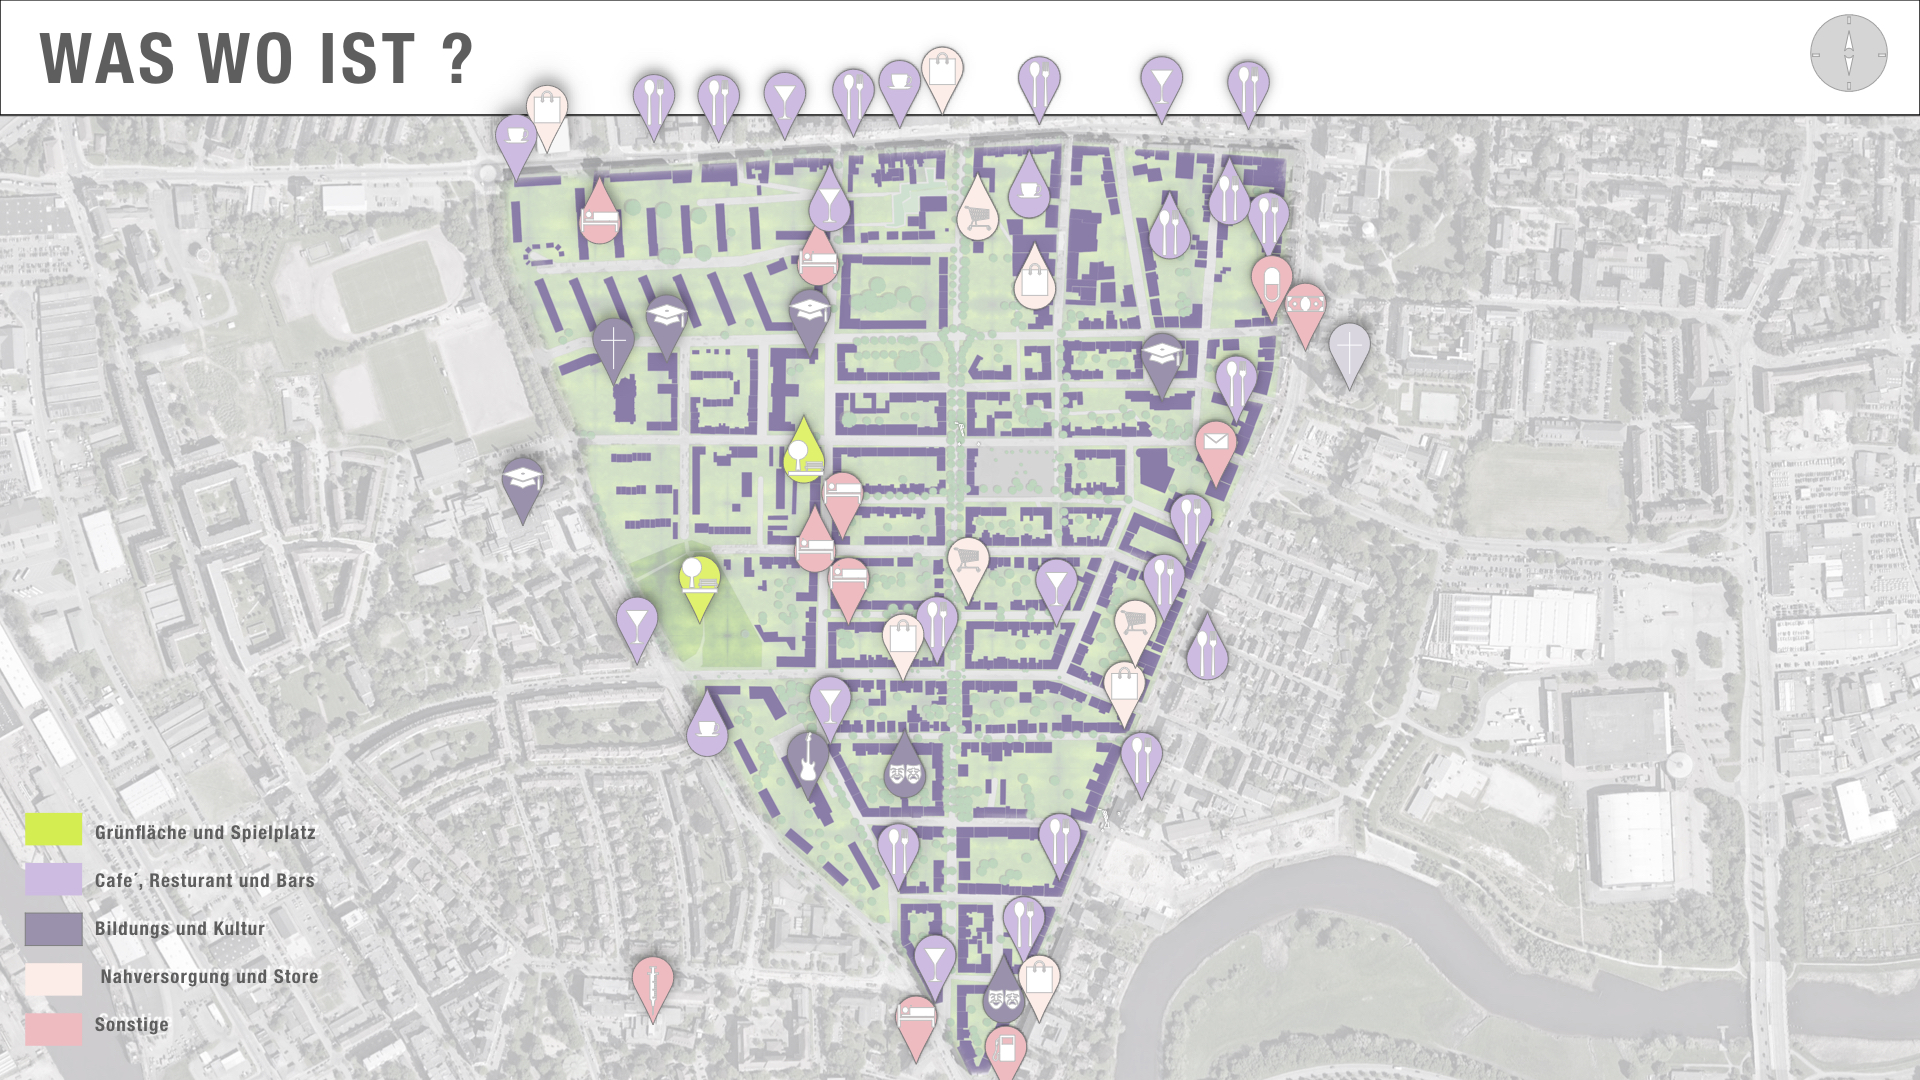 WAS WO IST ?
Grünfläche und Spielplatz
Cafe´, Resturant und Bars
Bildungs und Kultur
Nahversorgung und Store
Sonstige